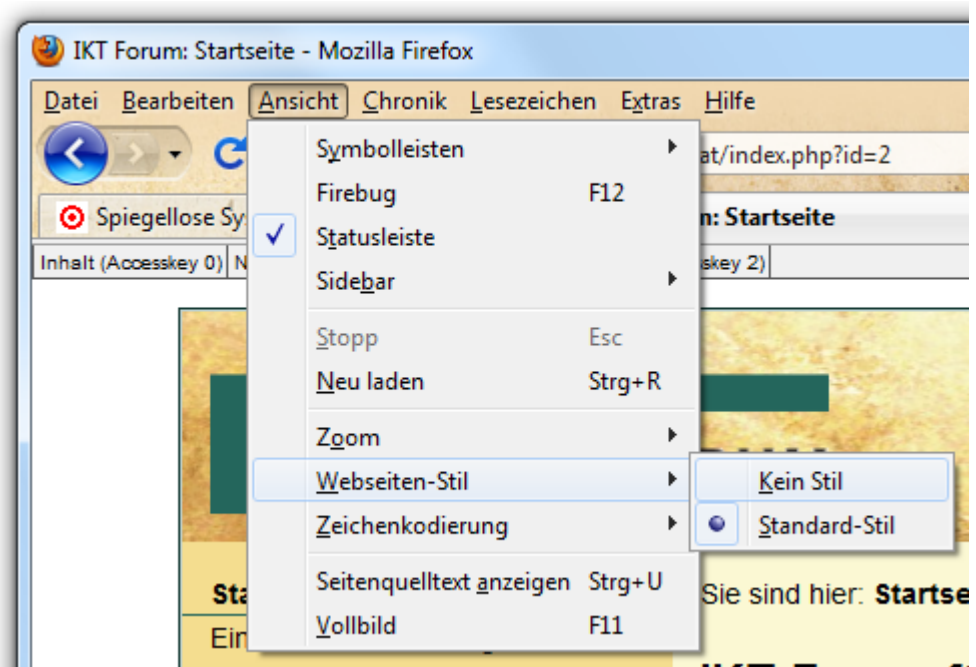 IKT Forum: Startseite - Mozilla Firefox
Datei Bearbeiten Ansicht Chronik Lesezeichen Extras Hilfe
at/index.php?id=2
Spiegellose Sy
n: Startseite
Inhalt (Accesskey 0) N
skey 2)
Symbolleisten
Firebug F12
Statusleiste
Sidebar
Stopp Esc
Neu laden Strg+R
Zoom
Webseiten-Stil
Kein Stil
Zeichenkodierung
Standard-Stil
Seitenquelltext anzeigen Strg+U
Vollbild F11
Sta
Sie sind hier: Startse
Ein